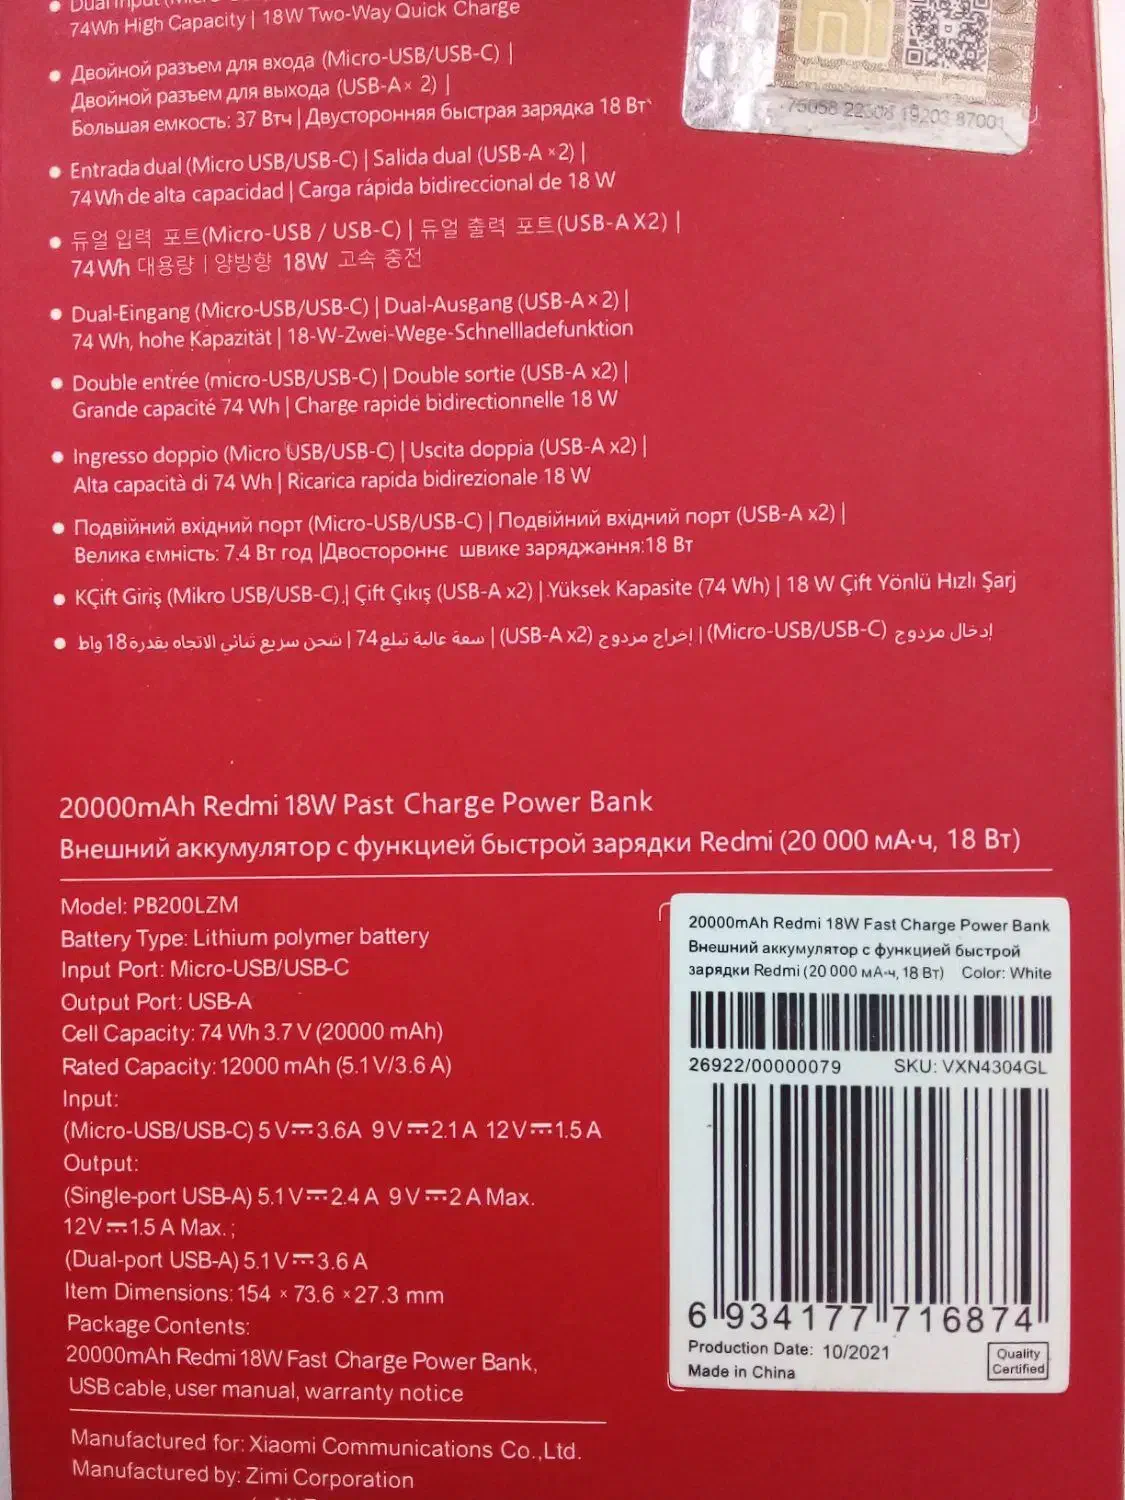 Dual Input
74Wh High Capacity | 18W Two-Way Quick Charge
Двойной разъем для входа (Micro-USB/USB-C) |
Двойной разъем для выхода (USB-A× 2) |
Большая емкость: 37 Втч | Двусторонняя быстрая зарядка 18 Вт
Entrada dual (Micro USB/USB-C) | Salida dual (USB-A ×2) |
74 Wh de alta capacidad | Carga rápida bidireccional de 18 W
듀얼 입력 포트(Micro-USB / USB-C) | 듀얼 출력 포트(USB-A X2) |
74 Wh 대용량 | 양방향 18W 고속 충전
Dual-Eingang (Micro-USB/USB-C) | Dual-Ausgang (USB-A × 2) |
74 Wh, hohe Kapazität | 18-W-Zwei-Wege-Schnellladefunktion
Double entrée (micro-USB/USB-C) | Double sortie (USB-A x2) |
Grande capacité 74 Wh | Charge rapide bidirectionnelle 18 W
Ingresso doppio (Micro USB/USB-C) | Uscita doppia (USB-A x2) |
Alta capacità di 74 Wh | Ricarica rapida bidirezionale 18 W
Подвійний вхідний порт (Micro-USB/USB-C) | Подвійний вхідний порт (USB-A x2) |
Велика ємність: 7.4 Вт год |Двостороннє швике заряджання:18 Вт
KÇift Giriş (Mikro USB/USB-C).| Çift Çıkış (USB-A x2) | Yüksek Kapasite (74 Wh) | 18 W Çift Yönlü Hızlı Şarj
إدخال مزدوج (Micro-USB/USB-C) | إخراج مزدوج (USB-A x2) | سعة عالية تبلغ 74 | شحن سريع ثنائي الاتجاه بقدرة 18 واط
75058 22308 19203 87001
20000mAh Redmi 18W Past Charge Power Bank
Внешний аккумулятор с функцией быстрой зарядки Redmi (20 000 мА·ч, 18 Вт)
Model: PB200LZM
Battery Type: Lithium polymer battery
Input Port: Micro-USB/USB-C
Output Port: USB-A
Cell Capacity: 74 Wh 3.7 V (20000 mAh)
Rated Capacity: 12000 mAh (5.1 V/3.6 A)
Input:
(Micro-USB/USB-C) 5 V⎓3.6A 9 V⎓2.1 A 12 V⎓1.5 A
Output:
(Single-port USB-A) 5.1 V⎓2.4 A 9 V⎓2 A Max.
12V⎓1.5 A Max. ;
(Dual-port USB-A) 5.1 V⎓3.6 A
Item Dimensions: 154 × 73.6 × 27.3 mm
Package Contents:
20000mAh Redmi 18W Fast Charge Power Bank,
USB cable, user manual, warranty notice
Manufactured for: Xiaomi Communications Co.,Ltd.
Manufactured by: Zimi Corporation
20000mAh Redmi 18W Fast Charge Power Bank
Внешний аккумулятор с функцией быстрой
зарядки Redmi (20 000 мА·ч, 18 Вт) Color: White
26922/00000079 SKU: VXN4304GL
6 934177 716874
Production Date: 10/2021
Made in China
Quality
Certified